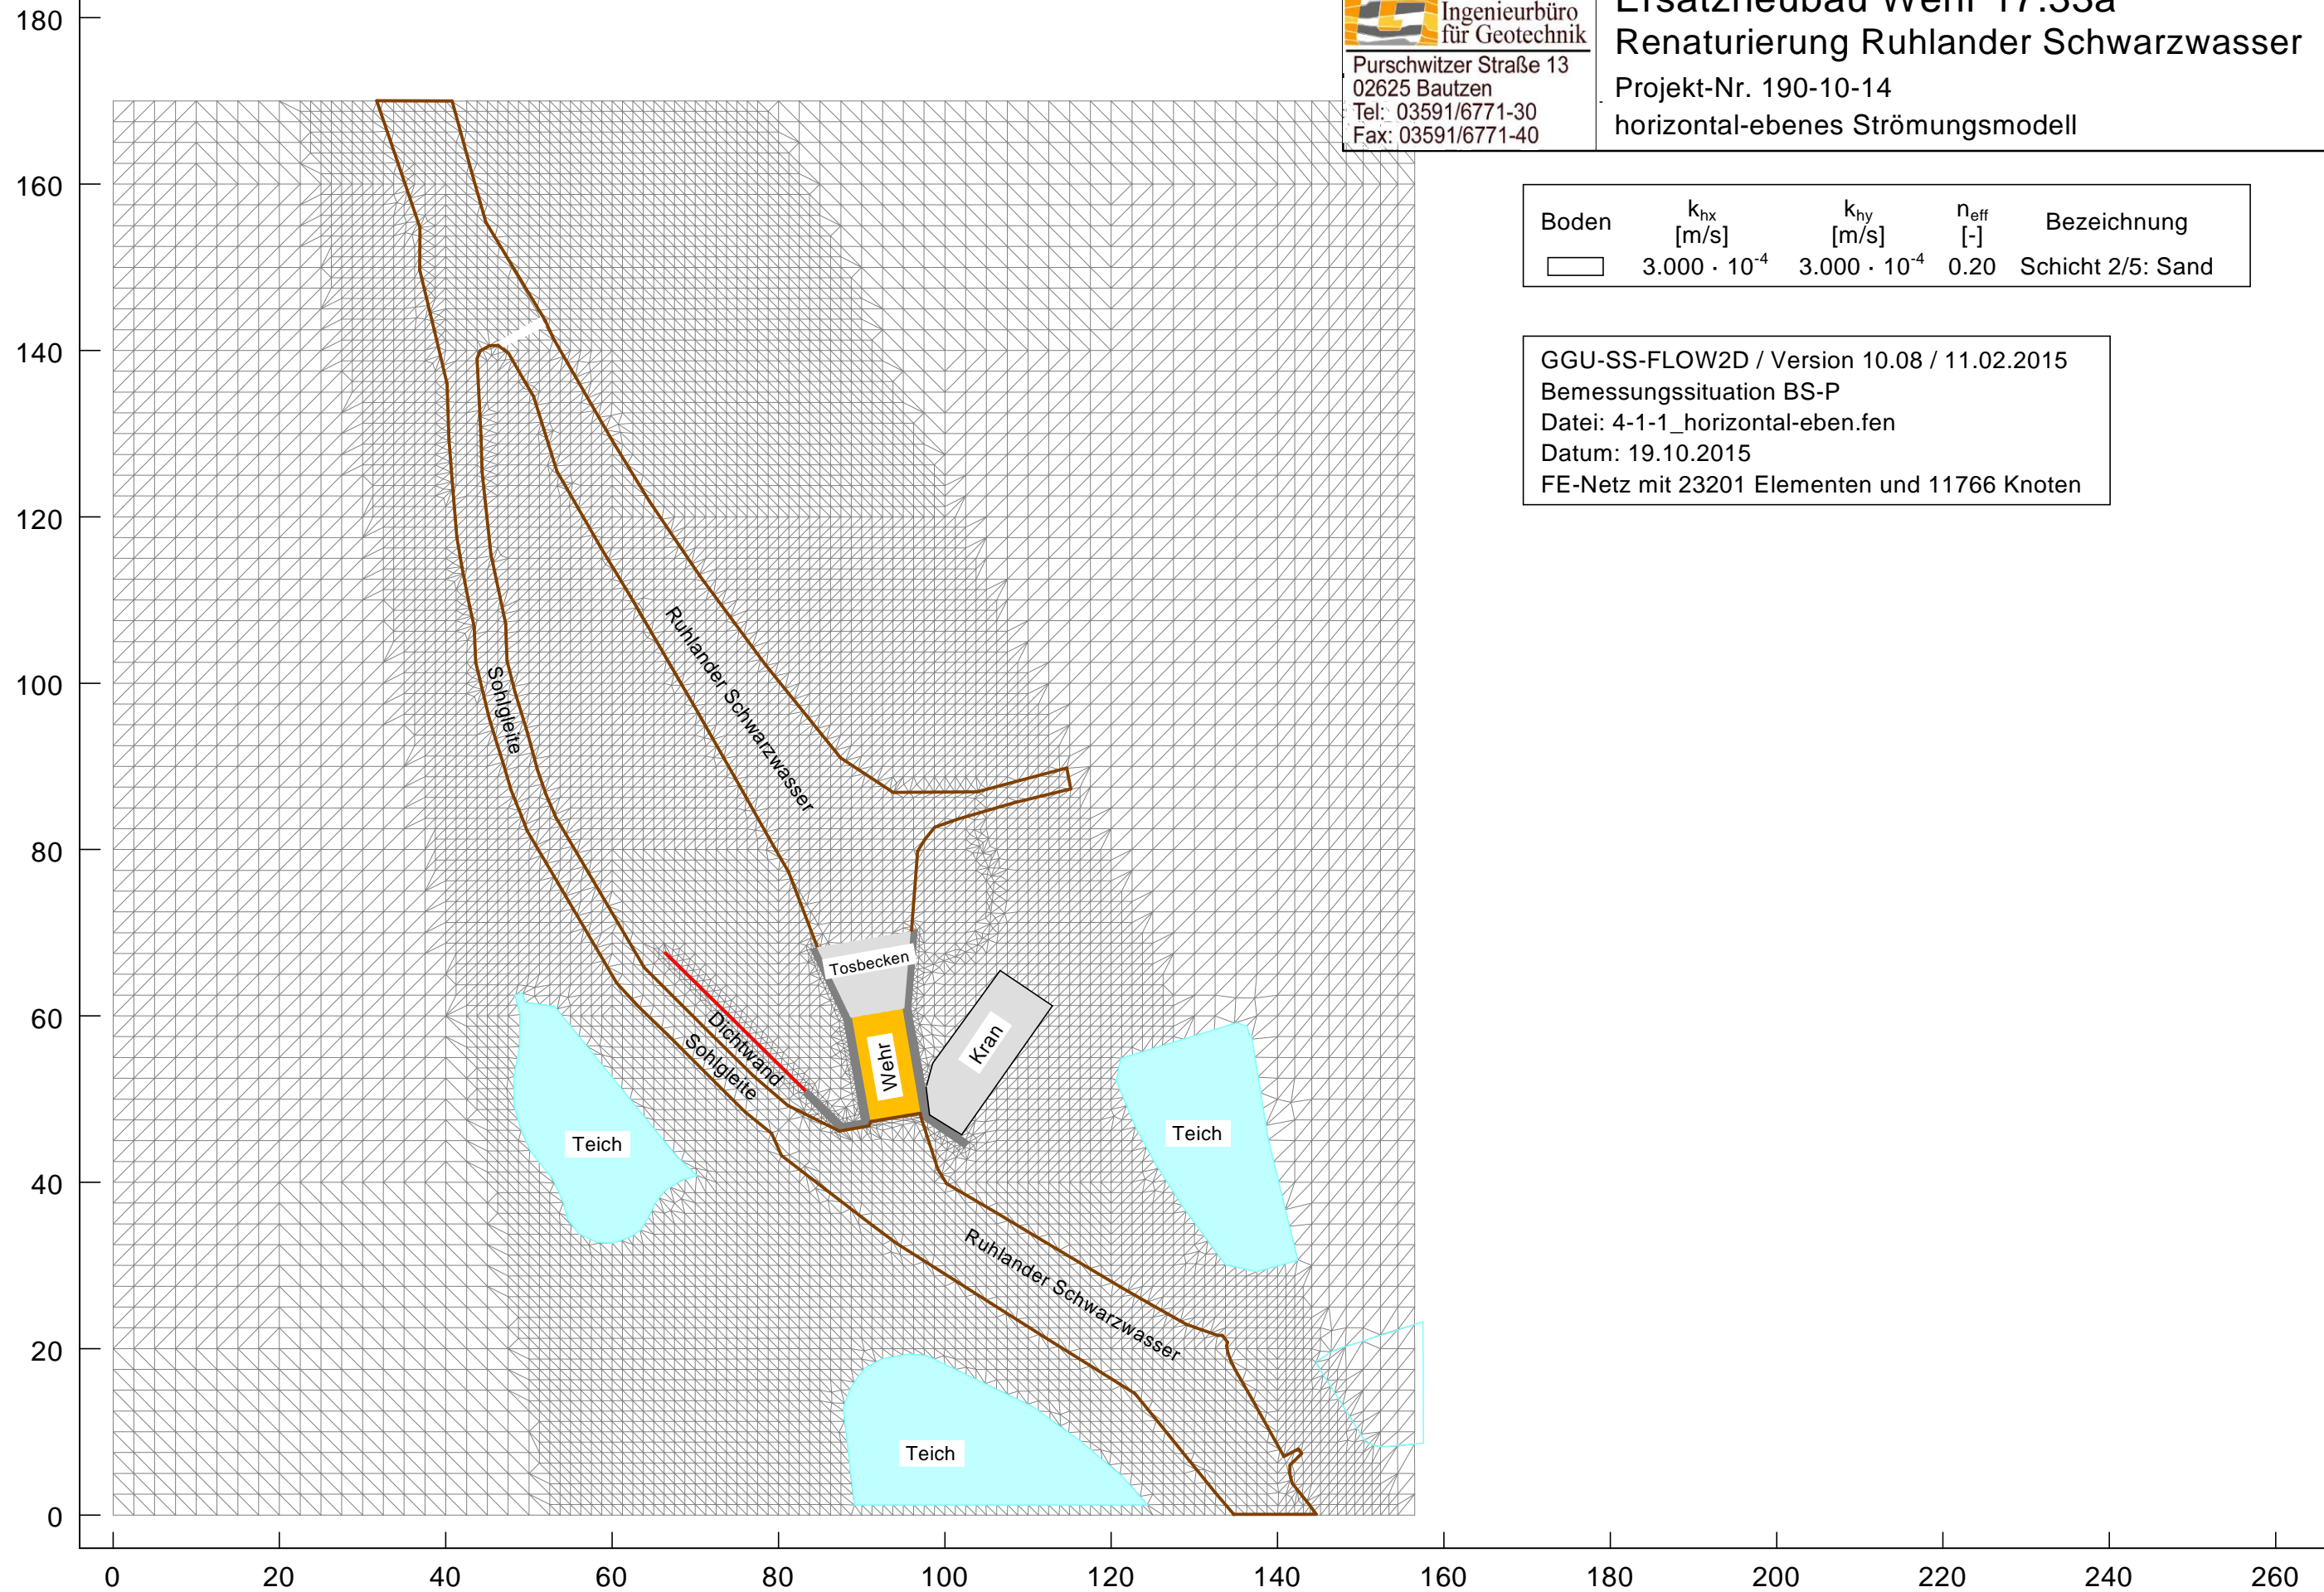 Ingenieurbüro
für Geotechnik
Purschwitzer Straße 13
02625 Bautzen
Tel: 03591/6771-30
Fax: 03591/6771-40
Ersatzneubau Wehr 17.33a
Renaturierung Ruhlander Schwarzwasser
Projekt-Nr. 190-10-14
horizontal-ebenes Strömungsmodell
Boden khx [m/s] khy [m/s] neff [-] Bezeichnung
3.000 · 10-4 3.000 · 10-4 0.20 Schicht 2/5: Sand
GGU-SS-FLOW2D / Version 10.08 / 11.02.2015
Bemessungssituation BS-P
Datei: 4-1-1_horizontal-eben.fen
Datum: 19.10.2015
FE-Netz mit 23201 Elementen und 11766 Knoten
180
160
140
120
100
80
60
40
20
0
Ruhlander Schwarzwasser
Sohlgleite
Tosbecken
Wehr
Kran
Dichtwand
Sohlgleite
Teich
Teich
Ruhlander Schwarzwasser
Teich
0 20 40 60 80 100 120 140 160 180 200 220 240 260